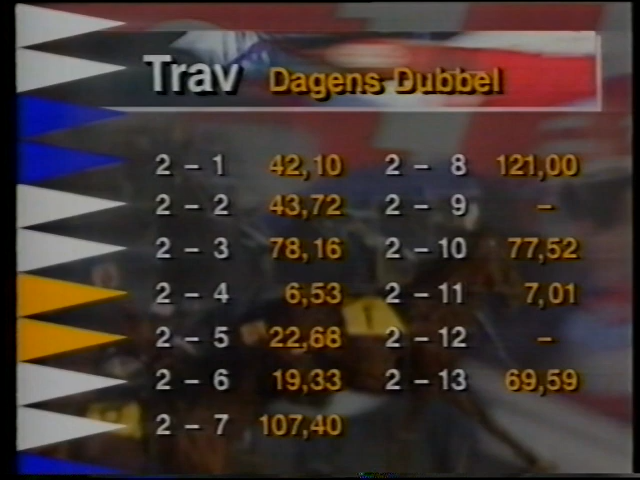 Trav Dagens Dubbel
2 – 1 42,10 2 – 8 121,00
2 – 2 43,72 2 – 9 –
2 – 3 78,16 2 – 10 77,52
2 – 4 6,53 2 – 11 7,01
2 – 5 22,68 2 – 12 –
2 – 6 19,33 2 – 13 69,59
2 – 7 107,40